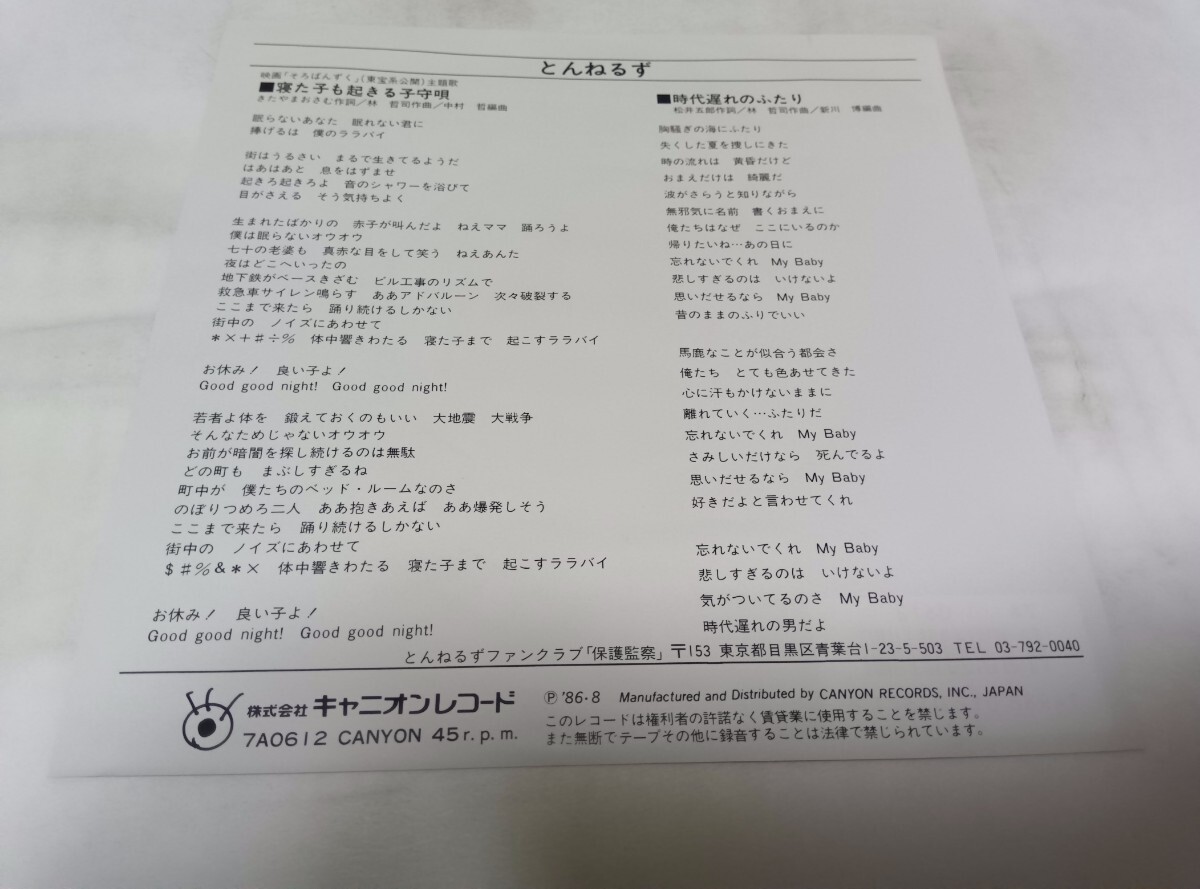 とんねるず
映画「そろばんずく」(東宝系公開)主題歌
■寝た子も起きる子守唄
きたやまおさむ作詞／林 哲司作曲／中村 哲編曲
眠らないあなた 眠れない君に
捧げるは 僕のララバイ
街はうるさい まるで生きてるようだ
はあはあと 息をはずませ
起きろ起きろよ 音のシャワーを浴びて
目がさえる そう気持ちよく
生まれたばかりの 赤子が叫んだよ ねえママ 踊ろうよ
僕は眠らないオウオウ
七十の老婆も 真赤な目をして笑う ねえあんた
夜はどこへいったの
地下鉄がベースきざむ ビル工事のリズムで
救急車サイレン鳴らす ああアドバルーン 次々破裂する
ここまで来たら 踊り続けるしかない
街中の ノイズにあわせて
＊×＋＃÷％ 体中響きわたる 寝た子まで 起こすララバイ
お休み！ 良い子よ！
Good good night! Good good night!
若者よ体を 鍛えておくのもいい 大地震 大戦争
そんなためじゃないオウオウ
お前が暗闇を探し続けるのは無駄
どの町も まぶしすぎるね
町中が 僕たちのベッド・ルームなのさ
のぼりつめろ二人 ああ抱きあえば ああ爆発しそう
ここまで来たら 踊り続けるしかない
街中の ノイズにあわせて
＄＃％＆＊× 体中響きわたる 寝た子まで 起こすララバイ
お休み！ 良い子よ！
Good good night! Good good night!
■時代遅れのふたり
松井五郎作詞／林 哲司作曲／新川 博編曲
胸騒ぎの海にふたり
失くした夏を捜しにきた
時の流れは 黄昏だけど
おまえだけは 綺麗だ
波がさらうと知りながら
無邪気に名前 書くおまえに
俺たちはなぜ ここにいるのか
帰りたいね…あの日に
忘れないでくれ My Baby
悲しすぎるのは いけないよ
思いだせるなら My Baby
昔のままのふりでいい
馬鹿なことが似合う都会さ
俺たち とても色あせてきた
心に汗もかけないままに
離れていく…ふたりだ
忘れないでくれ My Baby
さみしいだけなら 死んでるよ
思いだせるなら My Baby
好きだよと言わせてくれ
忘れないでくれ My Baby
悲しすぎるのは いけないよ
気がついてるのさ My Baby
時代遅れの男だよ
とんねるずファンクラブ「保護監察」〒153 東京都目黒区青葉台1-23-5-503 TEL 03-792-0040
株式会社 キャニオンレコード
7A0612 CANYON 45 r.p.m.
Ⓟ '86・8 Manufactured and Distributed by CANYON RECORDS, INC., JAPAN
このレコードは権利者の許諾なく賃貸業に使用することを禁じます。
また無断でテープその他に録音することは法律で禁じられています。